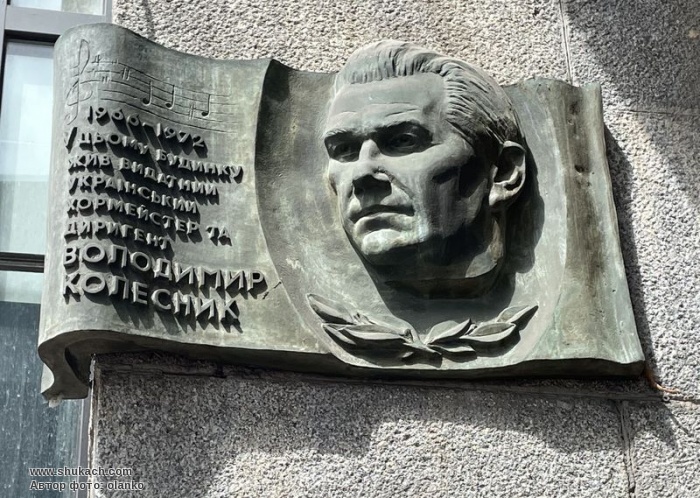 1966-1972
У ЦЬОМУ БУДИНКУ
ЖИВ ВИДАТНИЙ
УКРАЇНСЬКИЙ
ХОРМЕЙСТЕР ТА
ДИРИГЕНТ
ВОЛОДИМИР
КОЛЕСНИК
www.shukach.com
Автор фото: olanko